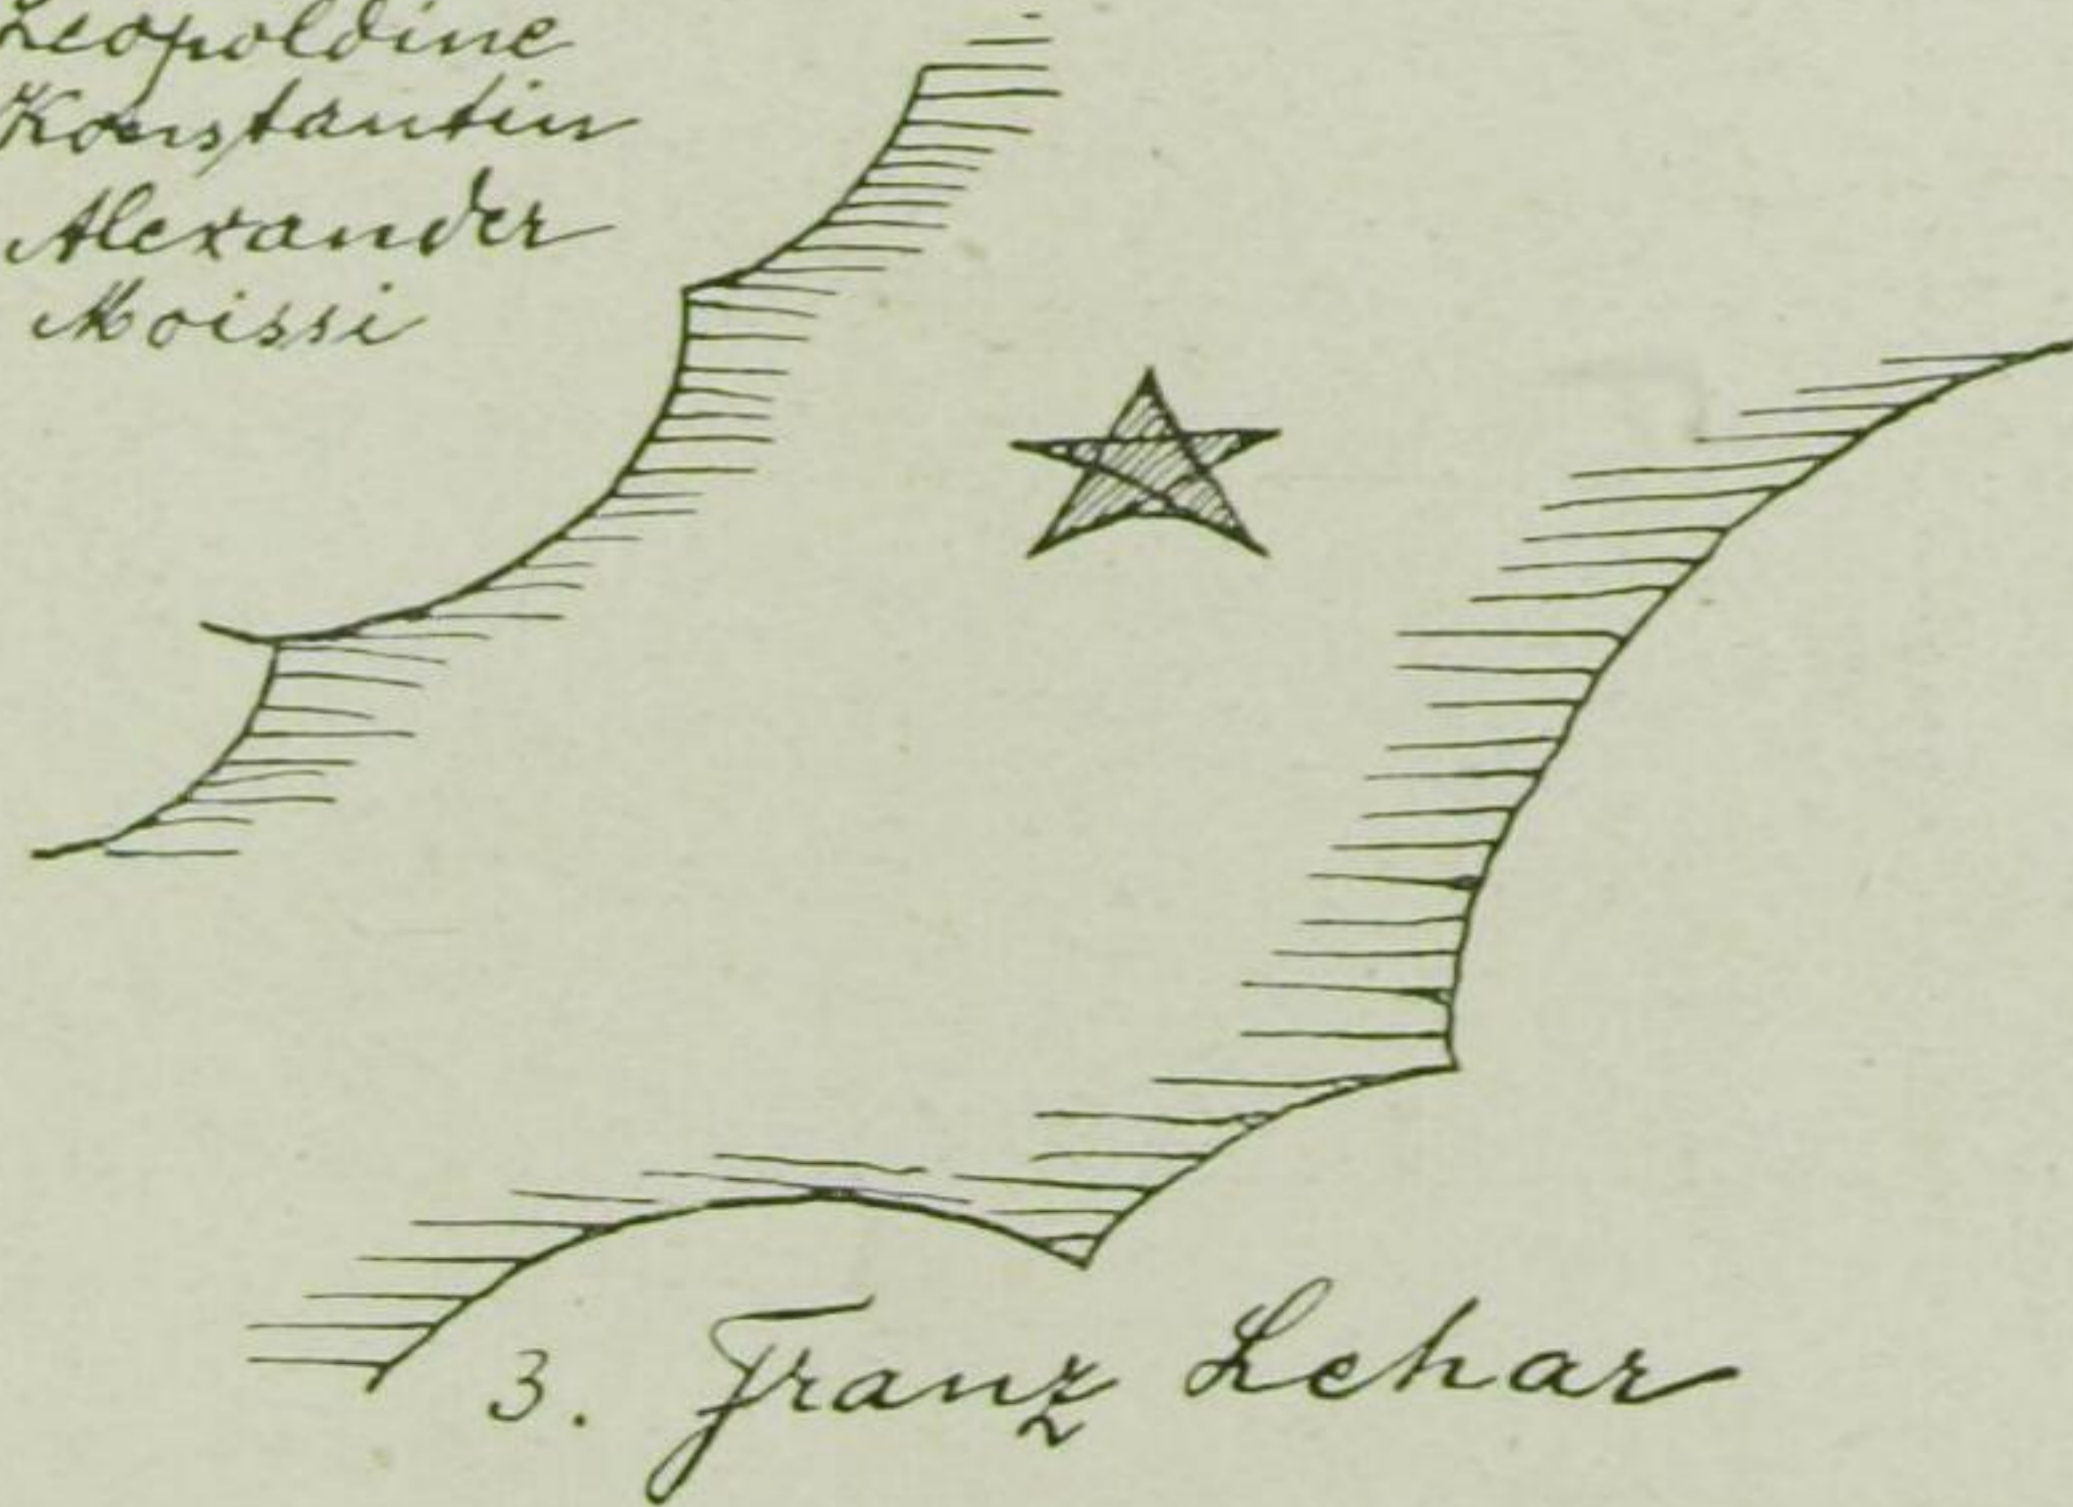 Leopoldine
Konstantin
Alexander
Moissi
3. Franz Lehar